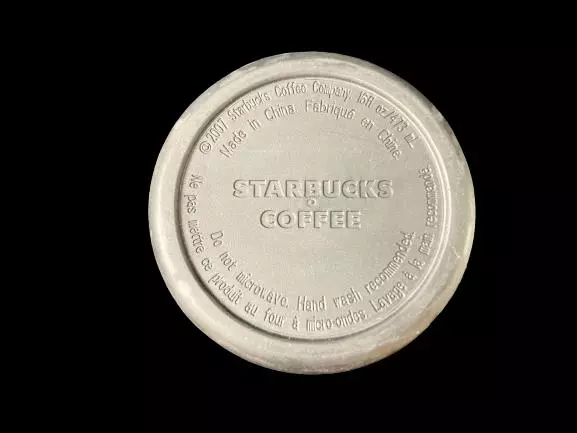 ©2007 Starbucks Coffee Company. 16fl oz/473 mL
Made in China. Fabriqué en Chine.
STARBUCKS
COFFEE
Do not microwave. Hand wash recommended.
Ne pas mettre ce produit au four à micro-ondes. Lavage à la main recommandé.